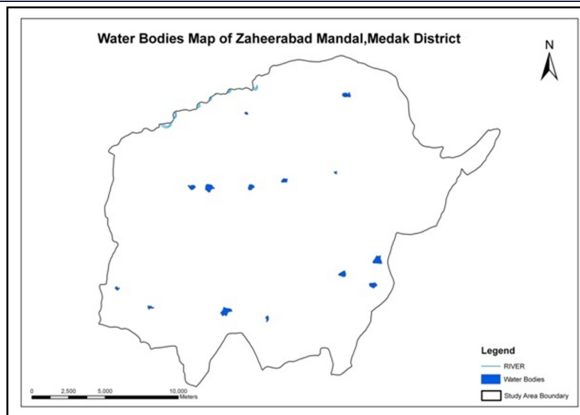 Water Bodies Map of Zaheerabad Mandal,Medak District
N
Legend
RIVER
Water Bodies
Study Area Boundary
0 2,500 5,000 10,000
Meters